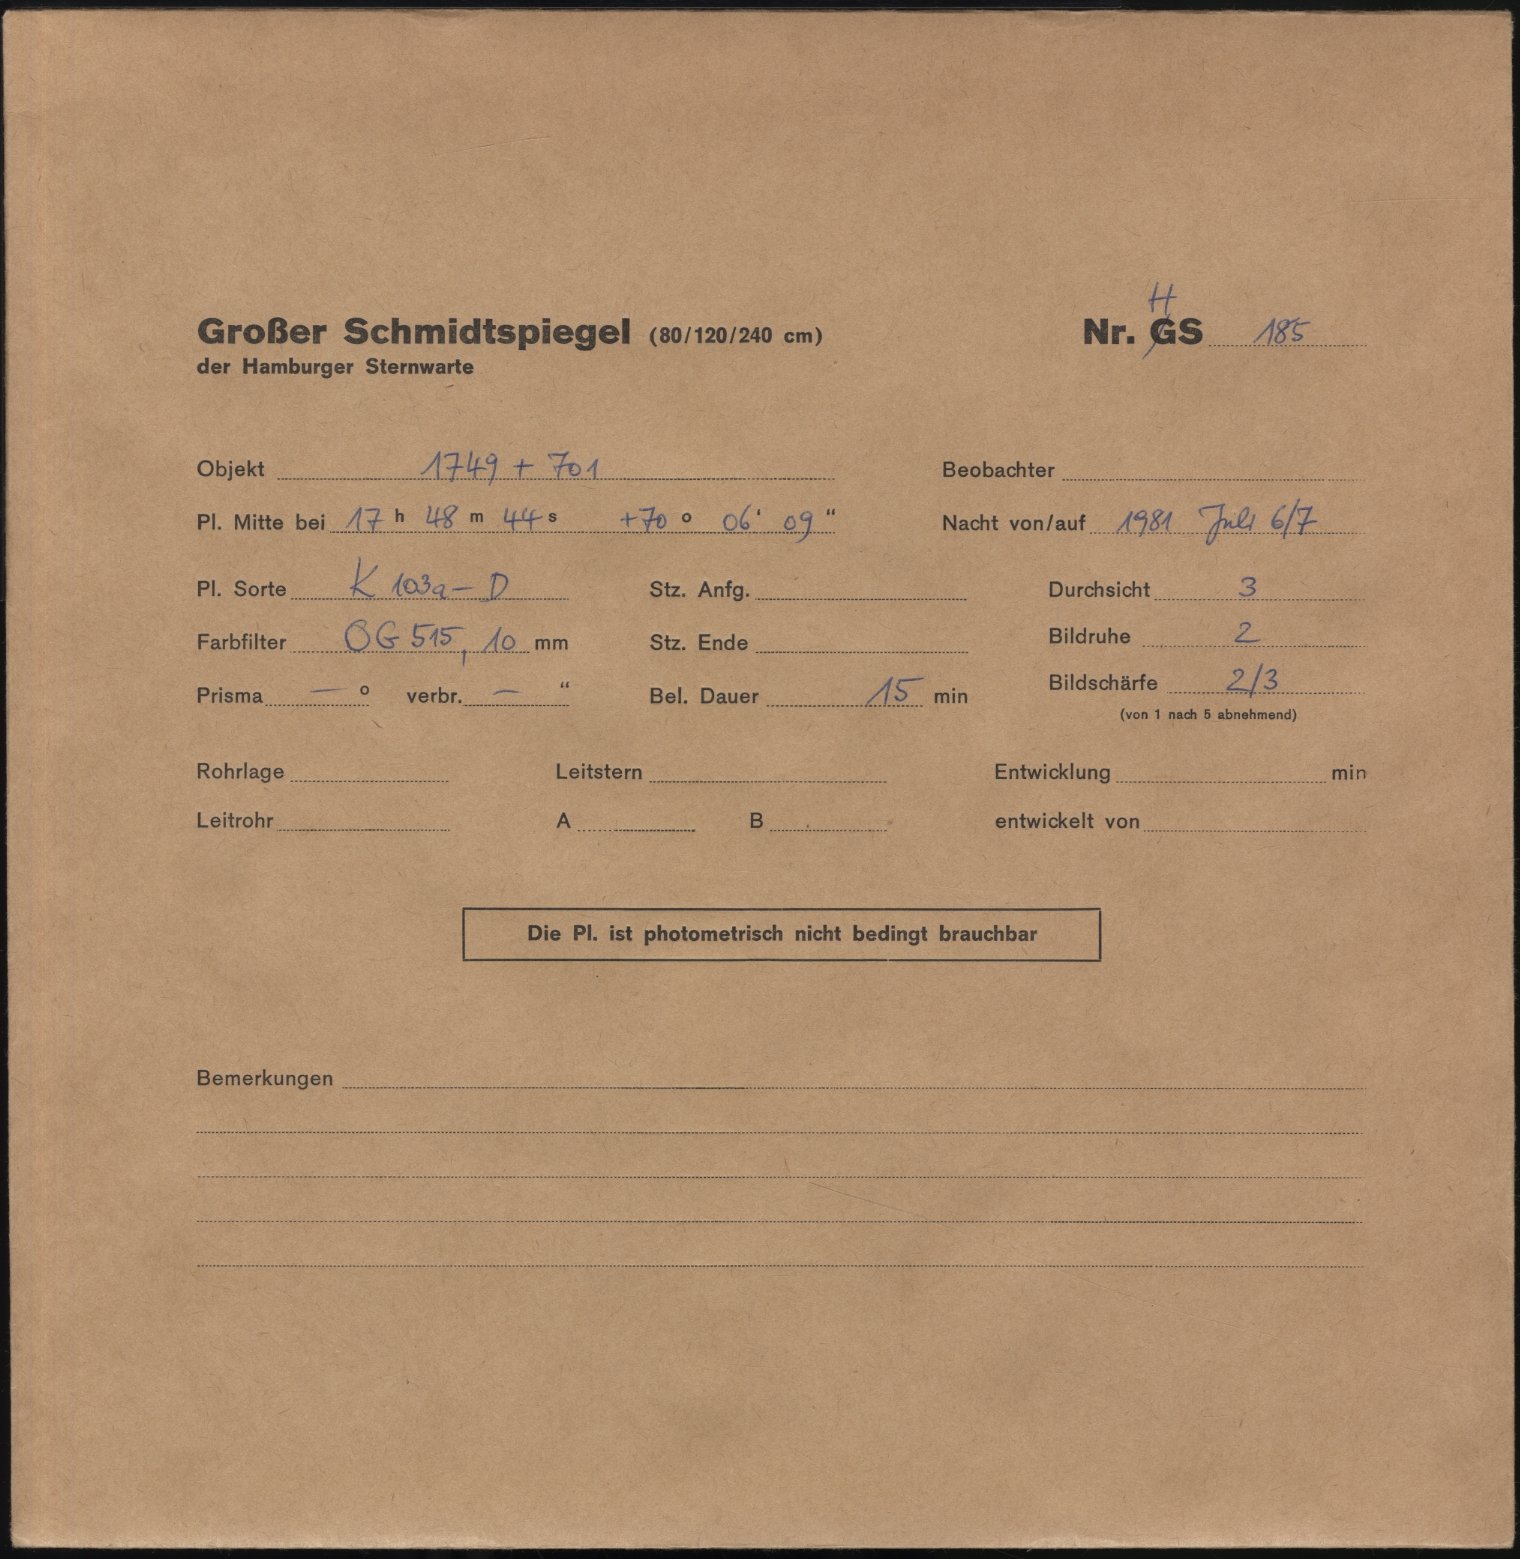 H
Großer Schmidtspiegel (80/120/240 cm) Nr. GS 185
der Hamburger Sternwarte
Objekt 1749 + 701 Beobachter
Pl. Mitte bei 17 h 48 m 44 s +70 o 06 ' 09 “ Nacht von/auf 1981 Juli 6/7
Pl. Sorte K 103a-D Stz. Anfg. Durchsicht 3
Farbfilter OG 515, 10 mm Stz. Ende Bildruhe 2
Prisma — o verbr. — “ Bel. Dauer 15 min Bildschärfe 2/3
(von 1 nach 5 abnehmend)
Rohrlage Leitstern Entwicklung min
Leitrohr A B entwickelt von
Die Pl. ist photometrisch nicht bedingt brauchbar
Bemerkungen